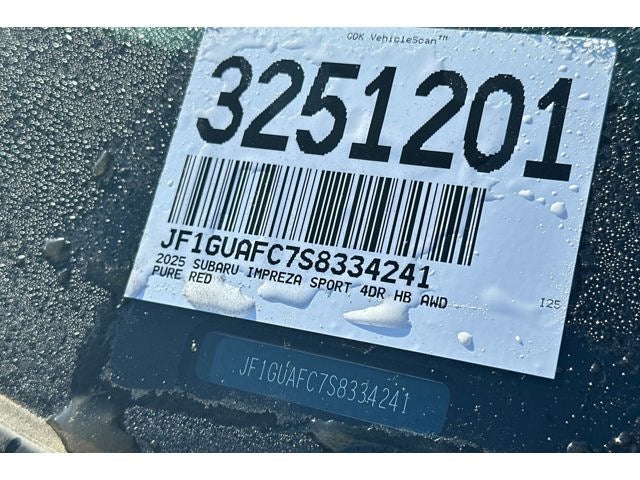 CDK VehicleScan™
3251201
JF1GUAFC7S8334241
2025 SUBARU IMPREZA SPORT 4DR HB AWD
PURE RED
I25
JF1GUAFC7S8334241